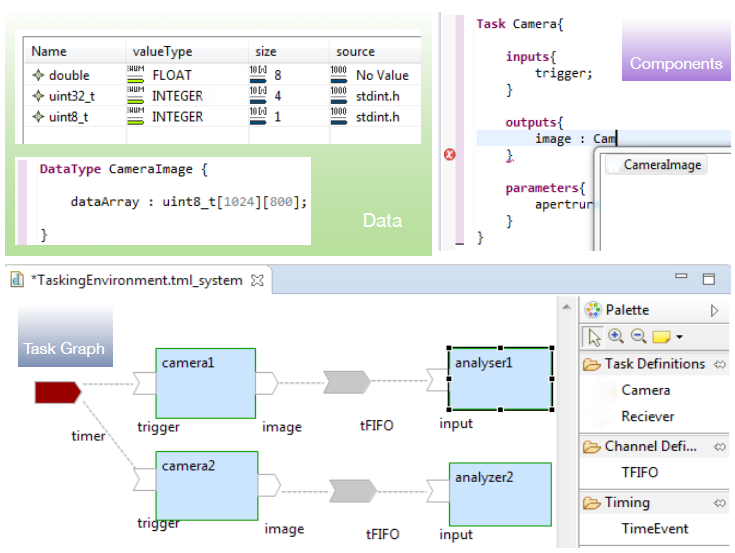 Name valueType size source
double FLOAT 8 No Value
uint32_t INTEGER 4 stdint.h
uint8_t INTEGER 1 stdint.h
DataType CameraImage {
dataArray : uint8_t[1024][800];
}
Data
Task Camera{
inputs{
trigger;
}
outputs{
image : Cam
}
parameters{
apertrur
}
}
CameraImage
Components
*TaskingEnvironment.tml_system
Task Graph
camera1
analyser1
timer
trigger
image
tFIFO
input
camera2
analyzer2
trigger
image
tFIFO
input
Palette
Task Definitions
Camera
Reciever
Channel Defi...
TFIFO
Timing
TimeEvent